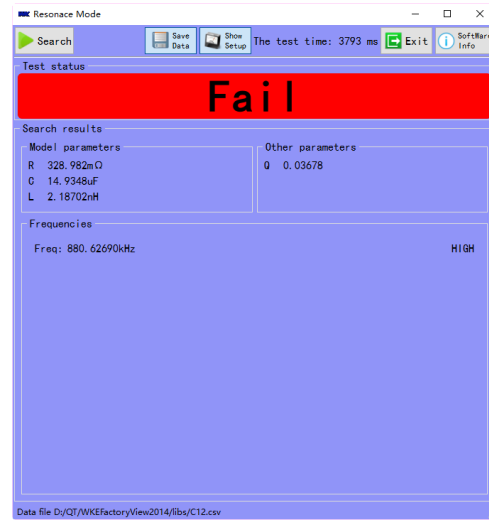 Resonace Mode
Search
Save Data
Show Setup
The test time: 3793 ms
Exit
SoftWare Info
Test status
Fail
Search results
Model parameters
R 328.982mΩ
C 14.9348uF
L 2.18702nH
Other parameters
Q 0.03678
Frequencies
Freq: 880.62690kHz
HIGH
Data file D:/QT/WKEFactoryView2014/libs/C12.csv